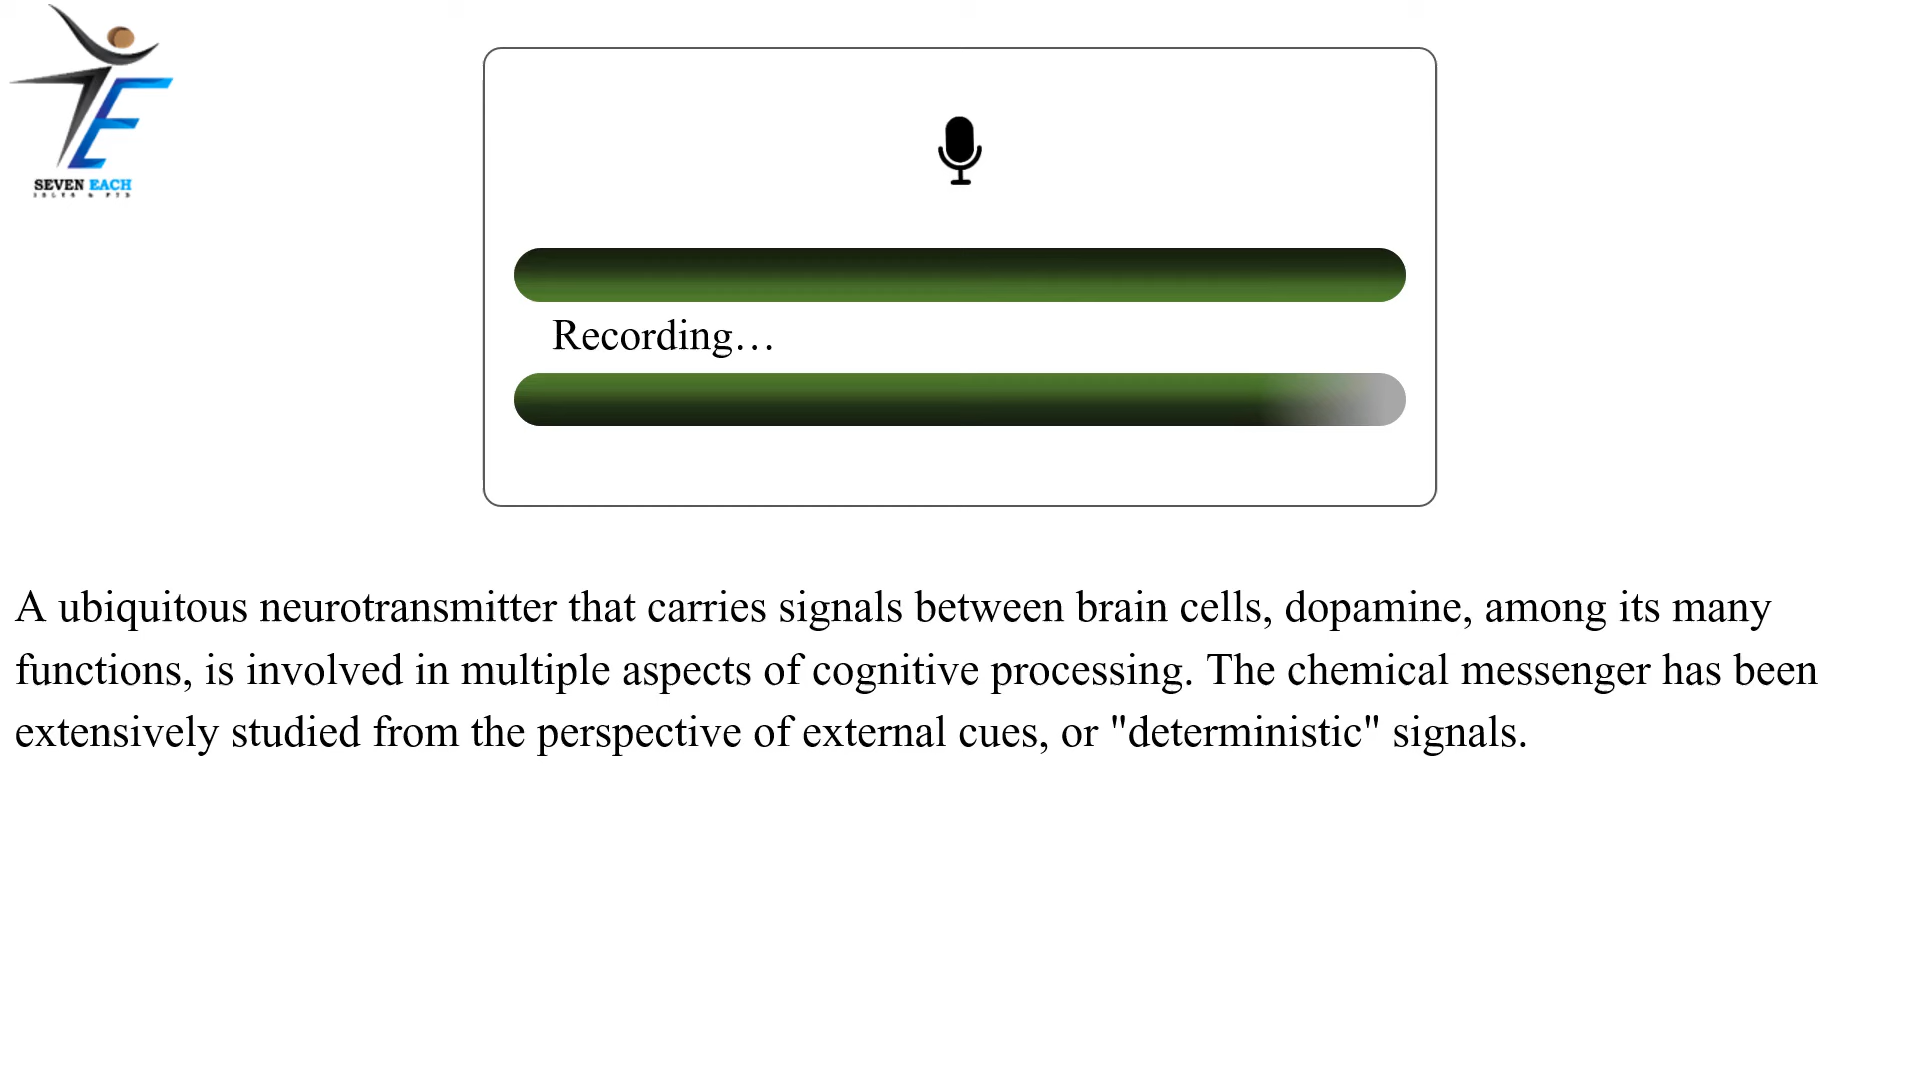 SEVEN EACH
IELTS & PTE
Recording…
A ubiquitous neurotransmitter that carries signals between brain cells, dopamine, among its many
functions, is involved in multiple aspects of cognitive processing. The chemical messenger has been
extensively studied from the perspective of external cues, or "deterministic" signals.